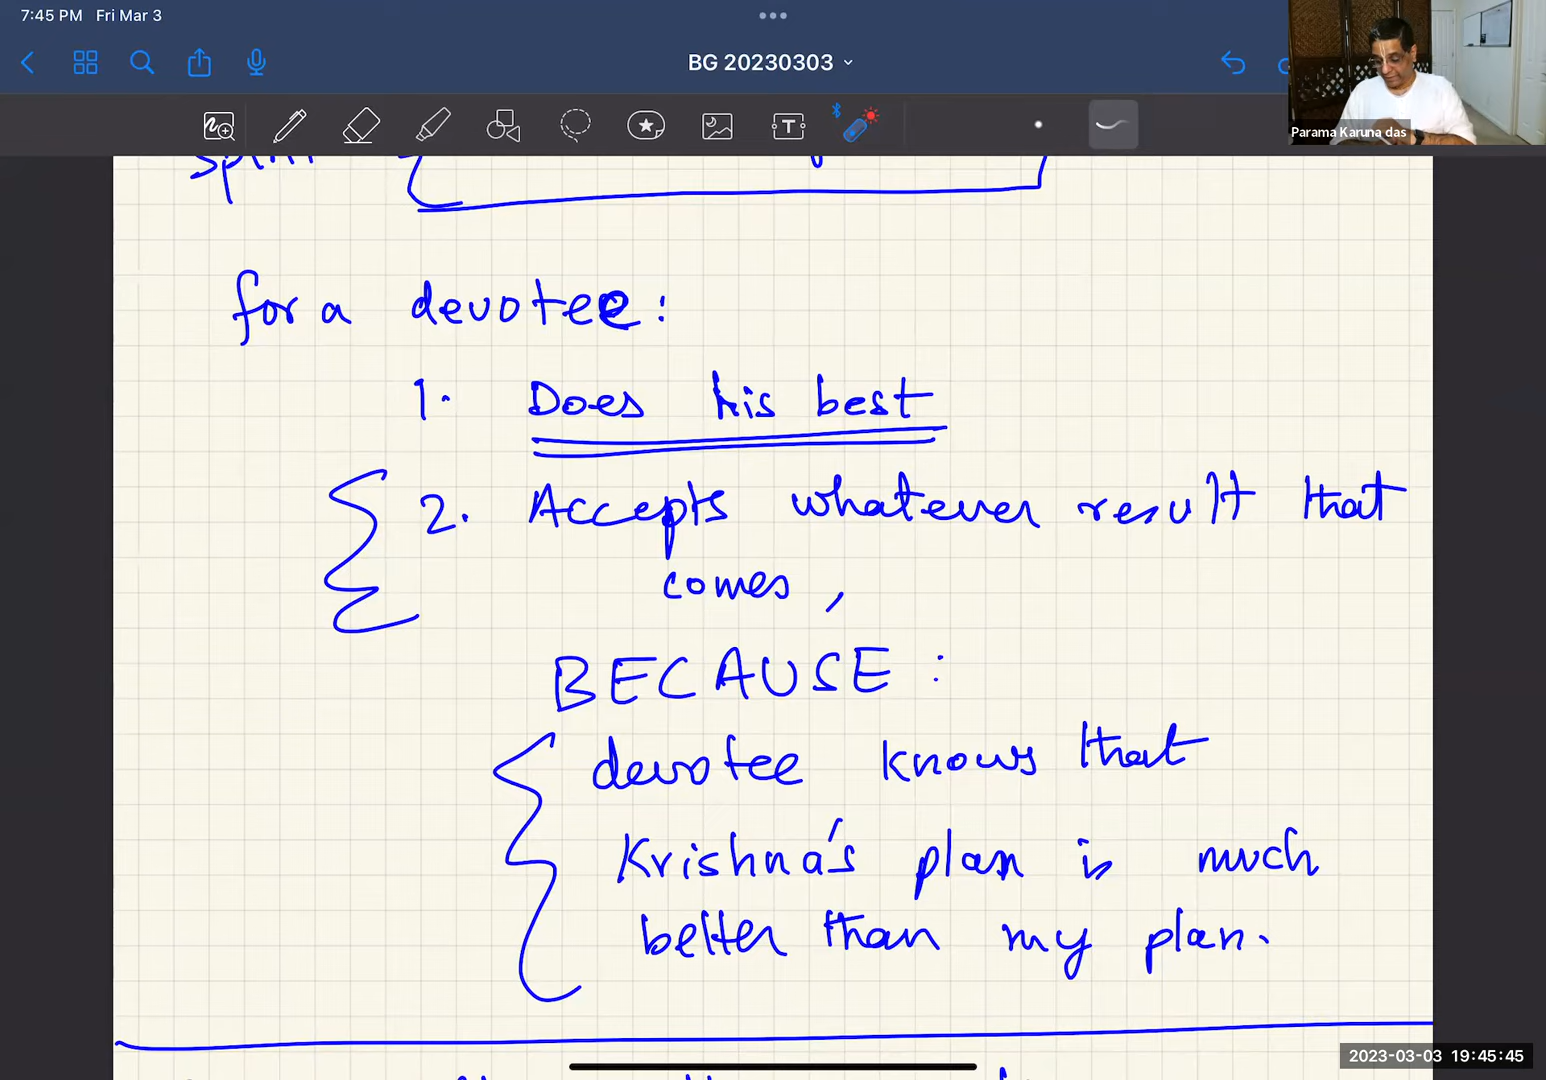 7:45 PM Fri Mar 3
BG 20230303
T
Parama Karuna das
for a devotee:
1. Does his best
2. Accepts whatever result that
comes,
BECAUSE:
devotee knows that
Krishna's plan is much
better than my plan.
2023-03-03 19:45:45